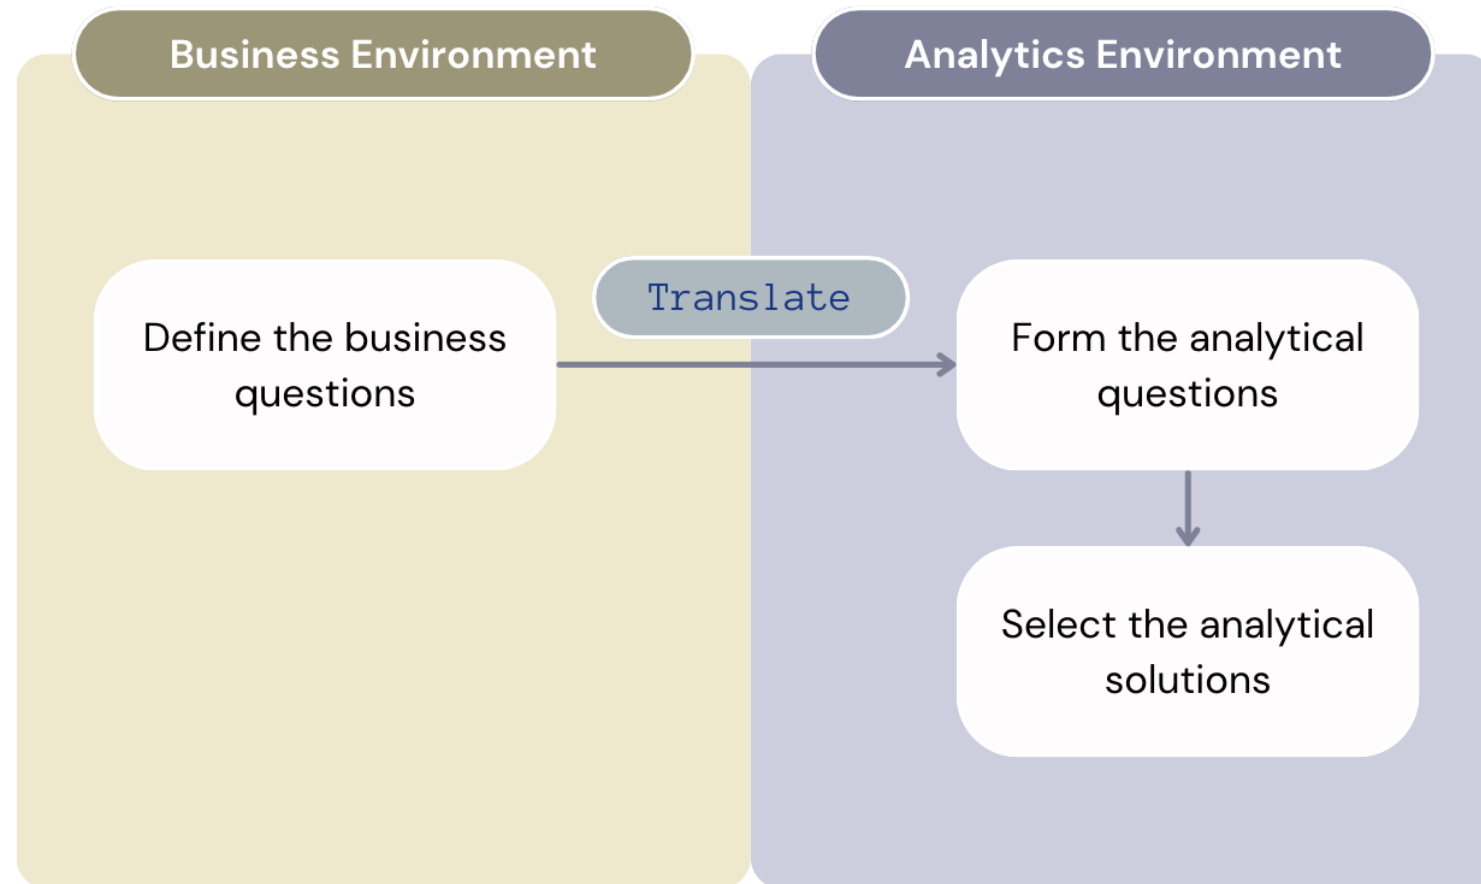 Business Environment
Analytics Environment
Translate
Define the business
questions
Form the analytical
questions
Select the analytical
solutions